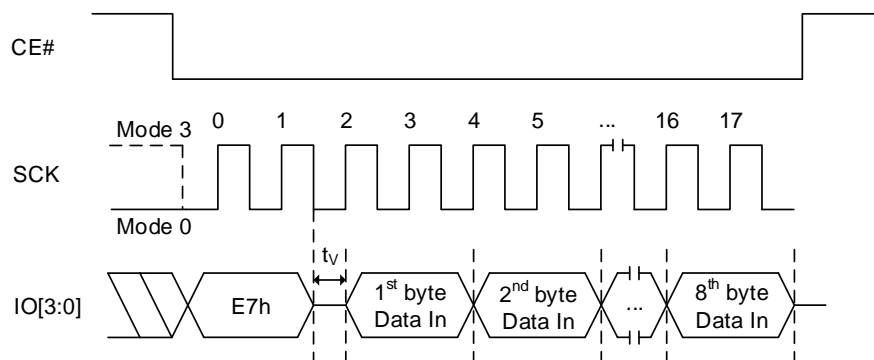 CE#
Mode 3
0 1 2 3 4 5 ... 16 17
SCK
Mode 0
tV
IO[3:0]
E7h
1st byte
Data In
2nd byte
Data In
...
8th byte
Data In